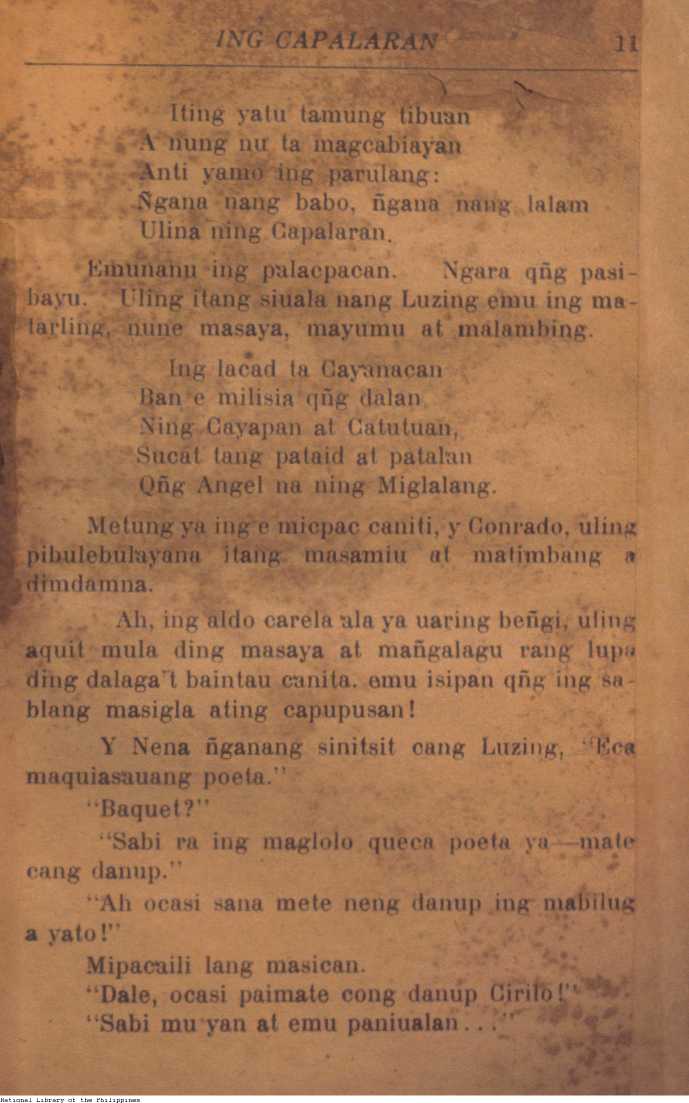 ING CAPALARAN 11
Iting yatu tamung tibuan
A nung nu ta magcabiayan
Anti yamo ing parulang:
Ñgana nang babo, ñgana nang lalam
Ulina ning Capalaran.
Emunanu ing palacpacan. Ngara qñg pasi-
bayu. Uling itang siuala nang Luzing emu ing ma-
tarling, nune masaya, mayumu at malambing.
Ing lacad ta Cayanacan
Ban e milisia qñg dalan
Ning Cayapan at Catutuan,
Sucat tang pataid at patalan
Qñg Angel na ning Miglalang.
Metung ya ing e micpac caniti, y Conrado, uling
pibulebulayana itang masamiu at matimbang a
dimdamna.
Ah, ing aldo carela ala ya uaring beñgi, uling
aquit mula ding masaya at mañgalagu rang lupa
ding dalaga't baintau canita. emu isipan qñg ing sa-
blang masigla ating capupusan!
Y Nena ñganang sinitsit cang Luzing, "Eca
maquiasauang poeta."
"Baquet?"
"Sabi ra ing maglolo queca poeta ya—mate
cang danup."
"Ah ocasi sana mete neng danup ing mabilug
a yato!"
Mipacaili lang masican.
"Dale, ocasi paimate cong danup Cirilo!"
"Sabi mu yan at emu paniualan..."
National Library of the Philippines